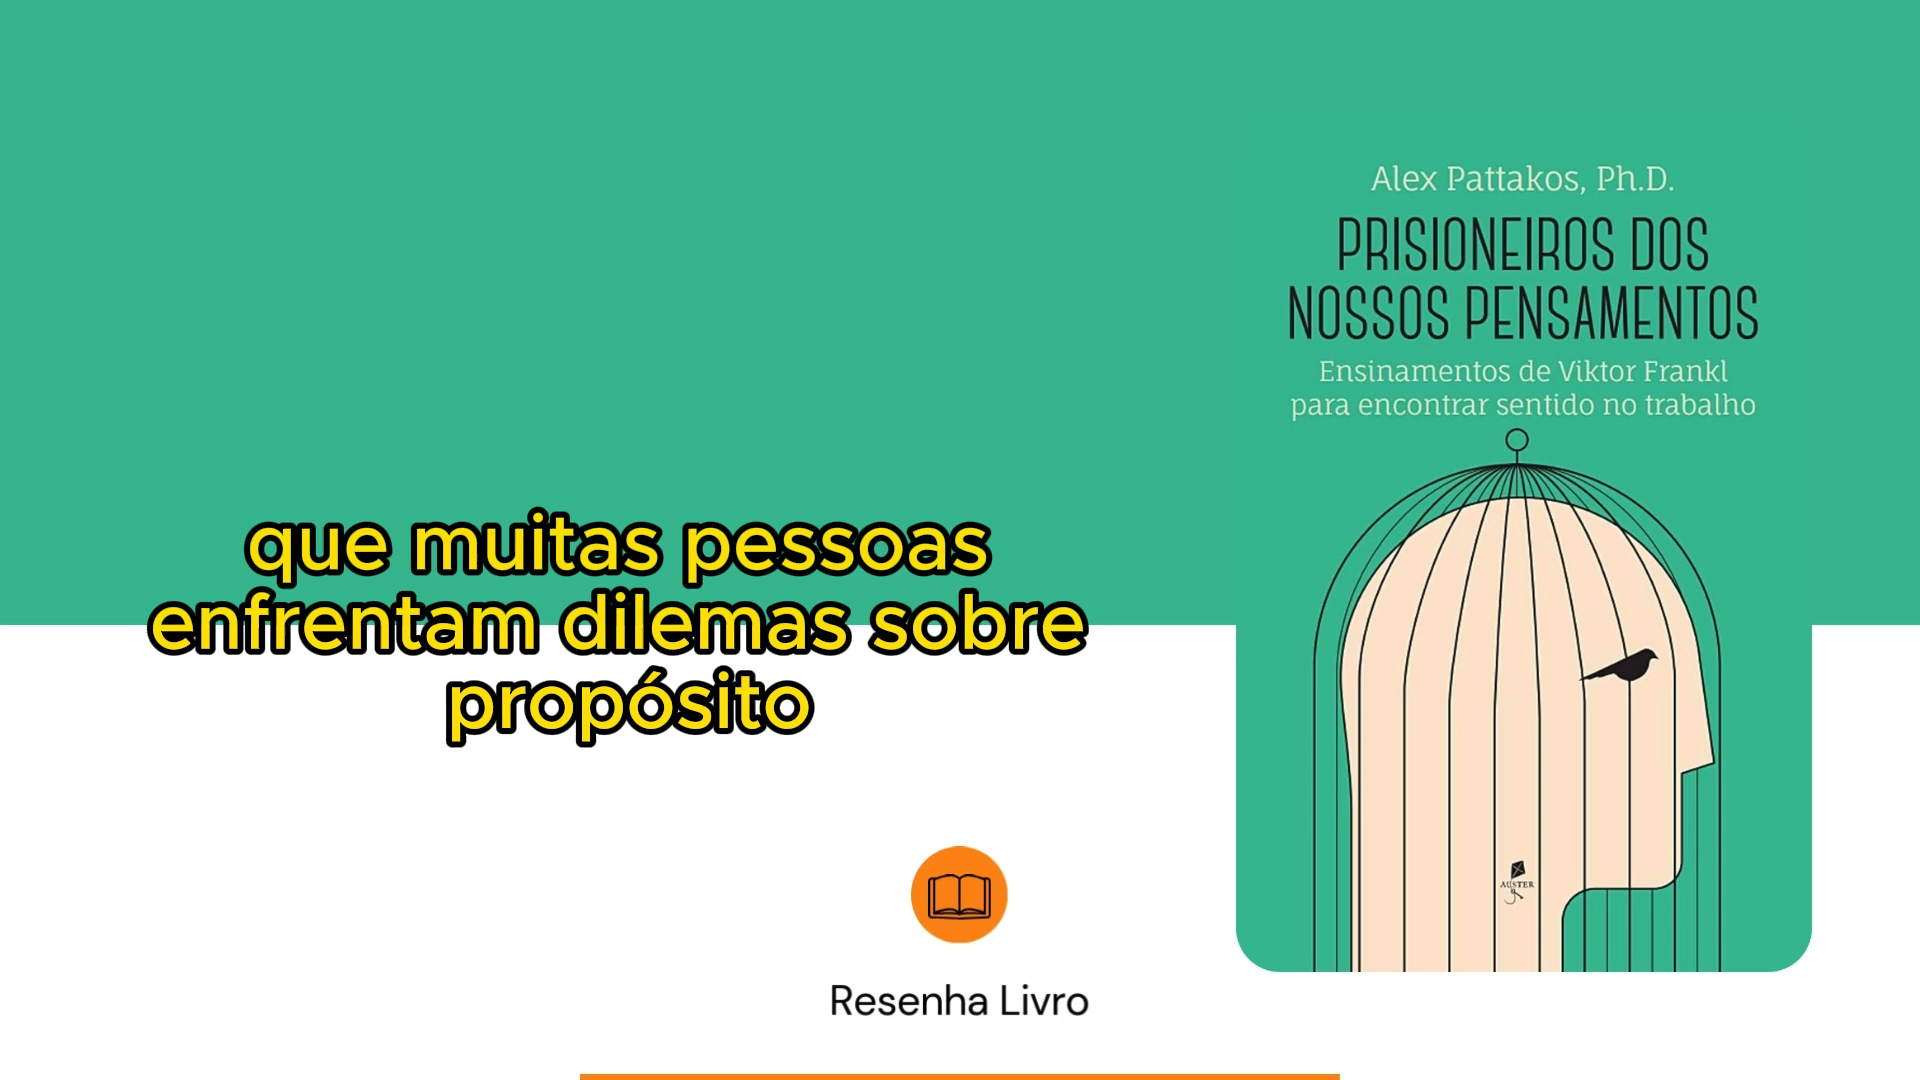 Alex Pattakos, Ph.D.
PRISIONEIROS DOS
NOSSOS PENSAMENTOS
Ensinamentos de Viktor Frankl
para encontrar sentido no trabalho
que muitas pessoas
enfrentam dilemas sobre
propósito
AUSTER
Resenha Livro